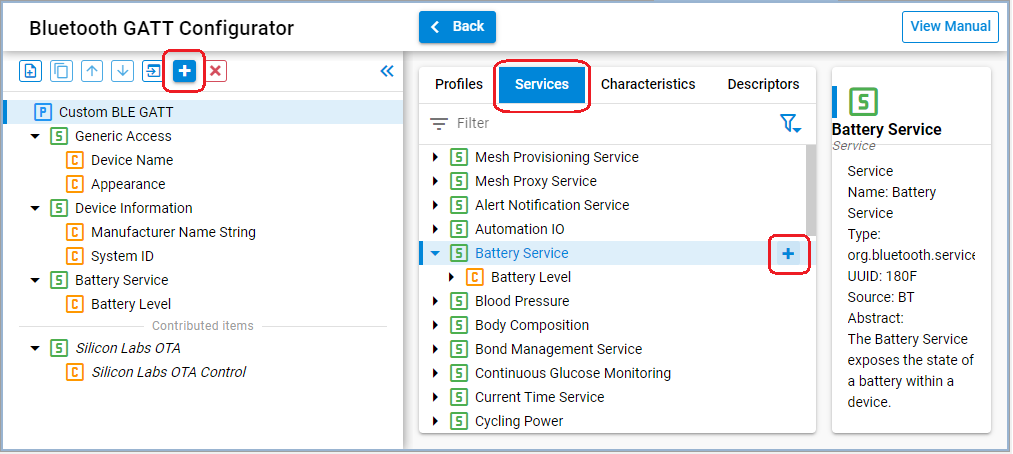 Bluetooth GATT Configurator
Back
View Manual
P Custom BLE GATT
S Generic Access
C Device Name
C Appearance
S Device Information
C Manufacturer Name String
C System ID
S Battery Service
C Battery Level
Contributed items
S Silicon Labs OTA
C Silicon Labs OTA Control
Profiles Services Characteristics Descriptors
Filter
S Mesh Provisioning Service
S Mesh Proxy Service
S Alert Notification Service
S Automation IO
S Battery Service
C Battery Level
S Blood Pressure
S Body Composition
S Bond Management Service
S Continuous Glucose Monitoring
S Current Time Service
S Cycling Power
S
Battery Service
Service
Service
Name: Battery
Service
Type:
org.bluetooth.service
UUID: 180F
Source: BT
Abstract:
The Battery Service
exposes the state of
a battery within a
device.